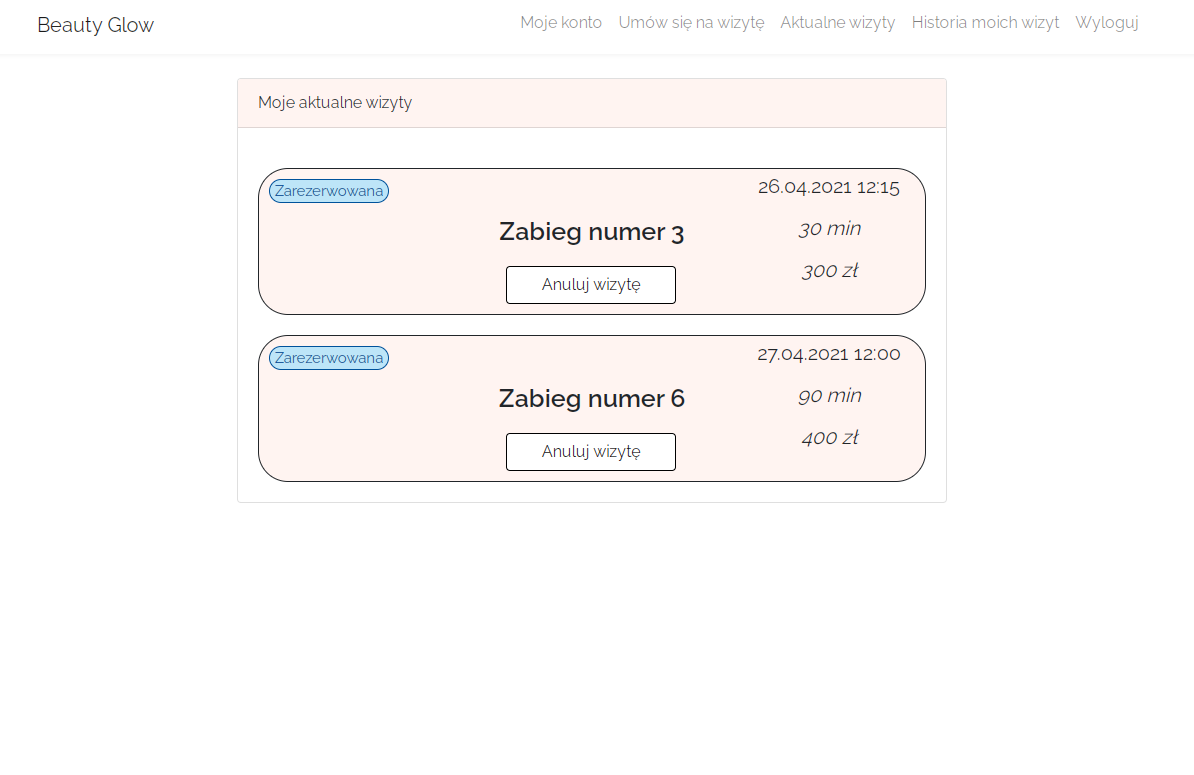 Beauty Glow
Moje konto Umów się na wizytę Aktualne wizyty Historia moich wizyt Wyloguj
Moje aktualne wizyty
Zarezerwowana
26.04.2021 12:15
Zabieg numer 3
30 min
300 zł
Anuluj wizytę
Zarezerwowana
27.04.2021 12:00
Zabieg numer 6
90 min
400 zł
Anuluj wizytę